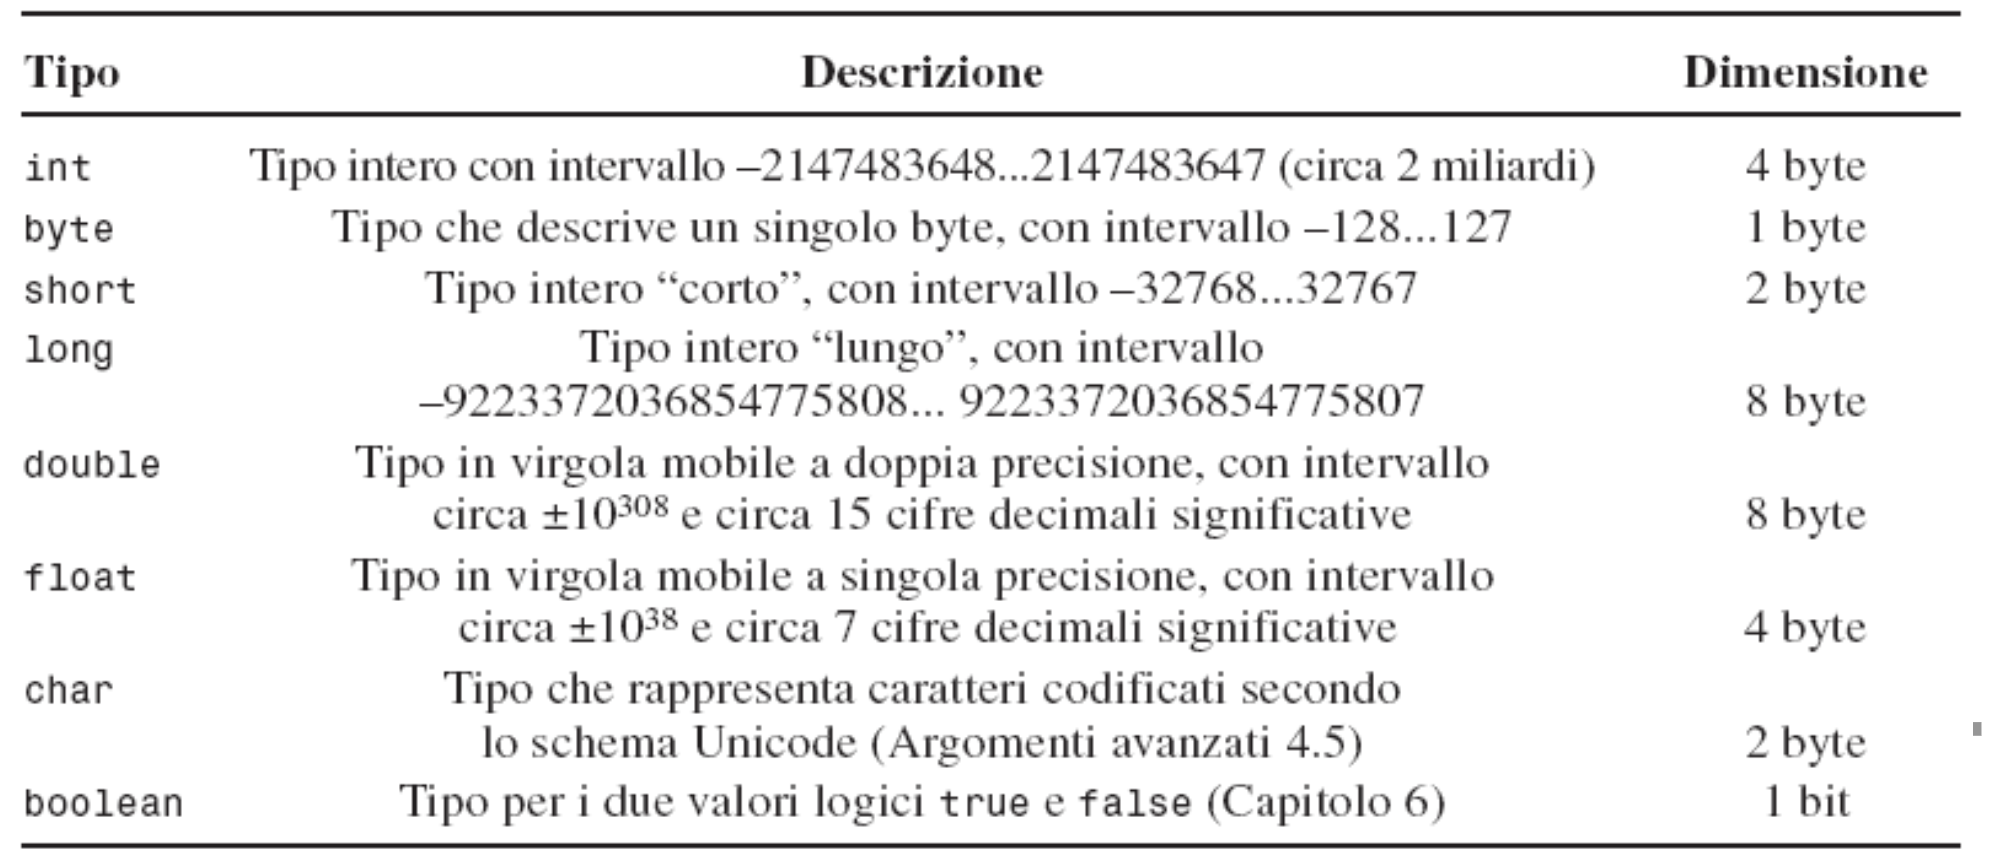 Tipo Descrizione Dimensione
int Tipo intero con intervallo –2147483648...2147483647 (circa 2 miliardi) 4 byte
byte Tipo che descrive un singolo byte, con intervallo –128...127 1 byte
short Tipo intero “corto”, con intervallo –32768...32767 2 byte
long Tipo intero “lungo”, con intervallo
–9223372036854775808... 9223372036854775807 8 byte
double Tipo in virgola mobile a doppia precisione, con intervallo
circa ±10³⁰⁸ e circa 15 cifre decimali significative 8 byte
float Tipo in virgola mobile a singola precisione, con intervallo
circa ±10³⁸ e circa 7 cifre decimali significative 4 byte
char Tipo che rappresenta caratteri codificati secondo
lo schema Unicode (Argomenti avanzati 4.5) 2 byte
boolean Tipo per i due valori logici true e false (Capitolo 6) 1 bit